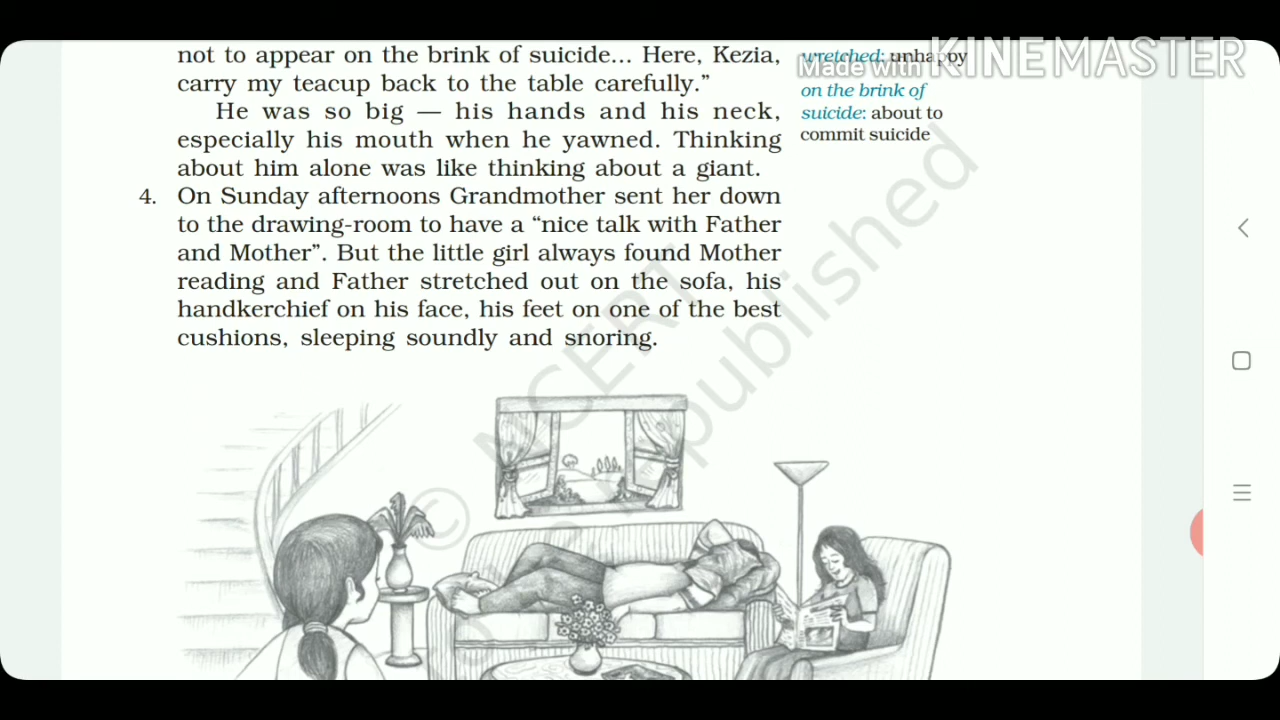 not to appear on the brink of suicide... Here, Kezia,
carry my teacup back to the table carefully.”
He was so big — his hands and his neck,
especially his mouth when he yawned. Thinking
about him alone was like thinking about a giant.
4. On Sunday afternoons Grandmother sent her down
to the drawing-room to have a “nice talk with Father
and Mother”. But the little girl always found Mother
reading and Father stretched out on the sofa, his
handkerchief on his face, his feet on one of the best
cushions, sleeping soundly and snoring.
wretched: unhappy
on the brink of
suicide: about to
commit suicide
Made with KINEMASTER
© NCERT
published